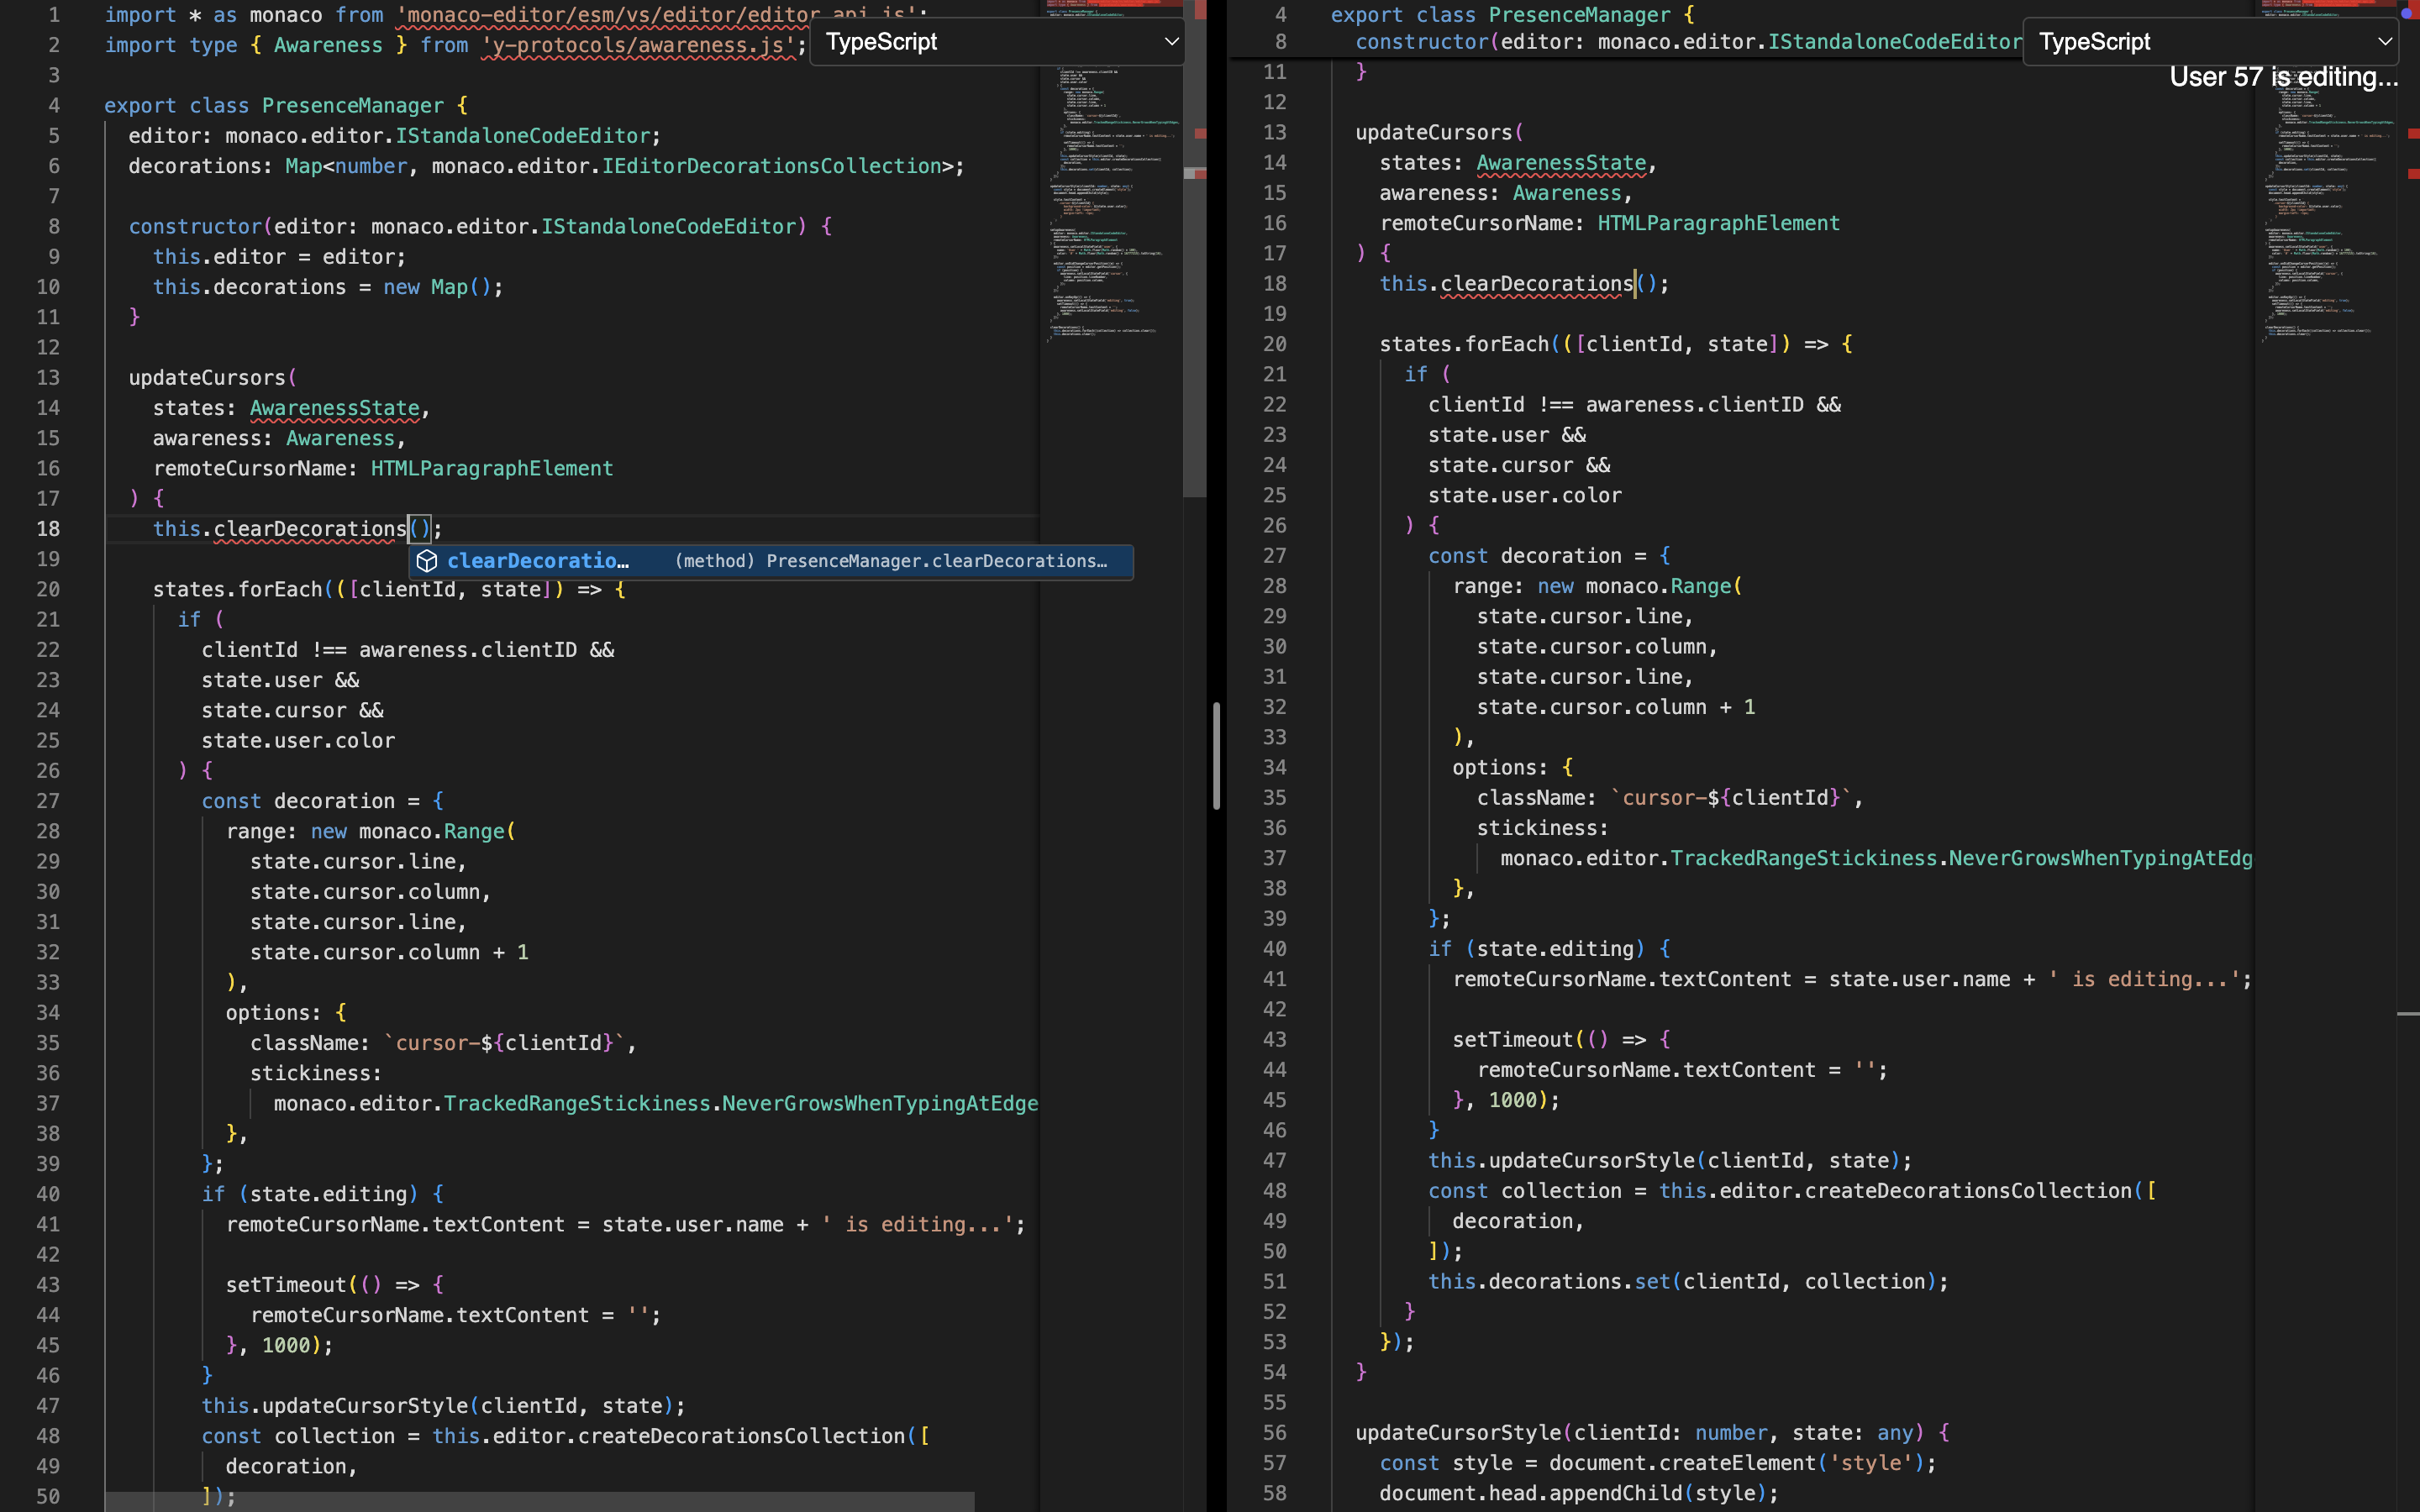 1 import * as monaco from 'monaco-editor/esm/vs/editor/editor.api.js';
2 import type { Awareness } from 'y-protocols/awareness.js';
TypeScript
3
4 export class PresenceManager {
5 editor: monaco.editor.IStandaloneCodeEditor;
6 decorations: Map<number, monaco.editor.IEditorDecorationsCollection>;
7
8 constructor(editor: monaco.editor.IStandaloneCodeEditor) {
9 this.editor = editor;
10 this.decorations = new Map();
11 }
12
13 updateCursors(
14 states: AwarenessState,
15 awareness: Awareness,
16 remoteCursorName: HTMLParagraphElement
17 ) {
18 this.clearDecorations();
19
clearDecoratio… (method) PresenceManager.clearDecorations…
20 states.forEach(([clientId, state]) => {
21 if (
22 clientId !== awareness.clientID &&
23 state.user &&
24 state.cursor &&
25 state.user.color
26 ) {
27 const decoration = {
28 range: new monaco.Range(
29 state.cursor.line,
30 state.cursor.column,
31 state.cursor.line,
32 state.cursor.column + 1
33 ),
34 options: {
35 className: `cursor-${clientId}`,
36 stickiness:
37 monaco.editor.TrackedRangeStickiness.NeverGrowsWhenTypingAtEdge
38 },
39 };
40 if (state.editing) {
41 remoteCursorName.textContent = state.user.name + ' is editing...';
42
43 setTimeout(() => {
44 remoteCursorName.textContent = '';
45 }, 1000);
46 }
47 this.updateCursorStyle(clientId, state);
48 const collection = this.editor.createDecorationsCollection([
49 decoration,
50 ]);
4 export class PresenceManager {
8 constructor(editor: monaco.editor.IStandaloneCodeEditor
TypeScript
User 57 is editing...
11 }
12
13 updateCursors(
14 states: AwarenessState,
15 awareness: Awareness,
16 remoteCursorName: HTMLParagraphElement
17 ) {
18 this.clearDecorations();
19
20 states.forEach(([clientId, state]) => {
21 if (
22 clientId !== awareness.clientID &&
23 state.user &&
24 state.cursor &&
25 state.user.color
26 ) {
27 const decoration = {
28 range: new monaco.Range(
29 state.cursor.line,
30 state.cursor.column,
31 state.cursor.line,
32 state.cursor.column + 1
33 ),
34 options: {
35 className: `cursor-${clientId}`,
36 stickiness:
37 monaco.editor.TrackedRangeStickiness.NeverGrowsWhenTypingAtEdg
38 },
39 };
40 if (state.editing) {
41 remoteCursorName.textContent = state.user.name + ' is editing...';
42
43 setTimeout(() => {
44 remoteCursorName.textContent = '';
45 }, 1000);
46 }
47 this.updateCursorStyle(clientId, state);
48 const collection = this.editor.createDecorationsCollection([
49 decoration,
50 ]);
51 this.decorations.set(clientId, collection);
52 }
53 });
54 }
55
56 updateCursorStyle(clientId: number, state: any) {
57 const style = document.createElement('style');
58 document.head.appendChild(style);